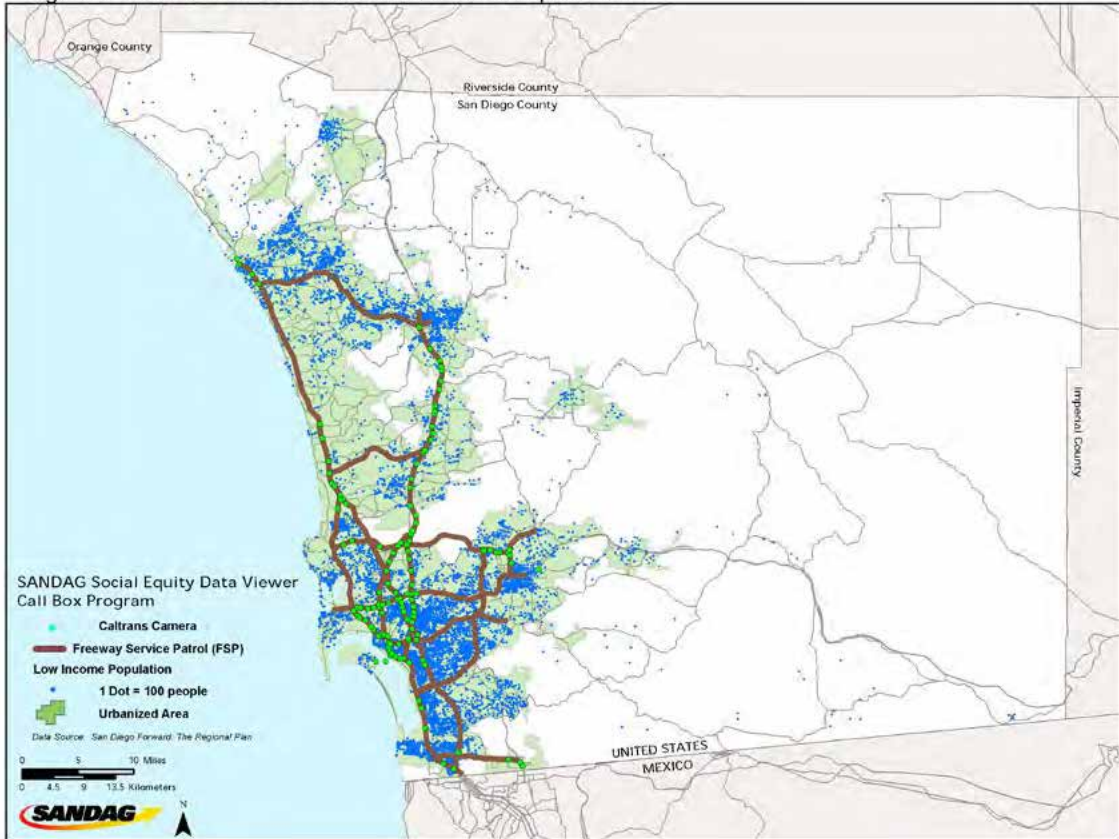 Orange County
Riverside County
San Diego County
Imperial County
SANDAG Social Equity Data Viewer
Call Box Program
Caltrans Camera
Freeway Service Patrol (FSP)
Low Income Population
1 Dot = 100 people
Urbanized Area
Data Source: San Diego Forward: The Regional Plan
0 5 10 Miles
0 4.5 9 13.5 Kilometers
SANDAG
N
UNITED STATES
MEXICO